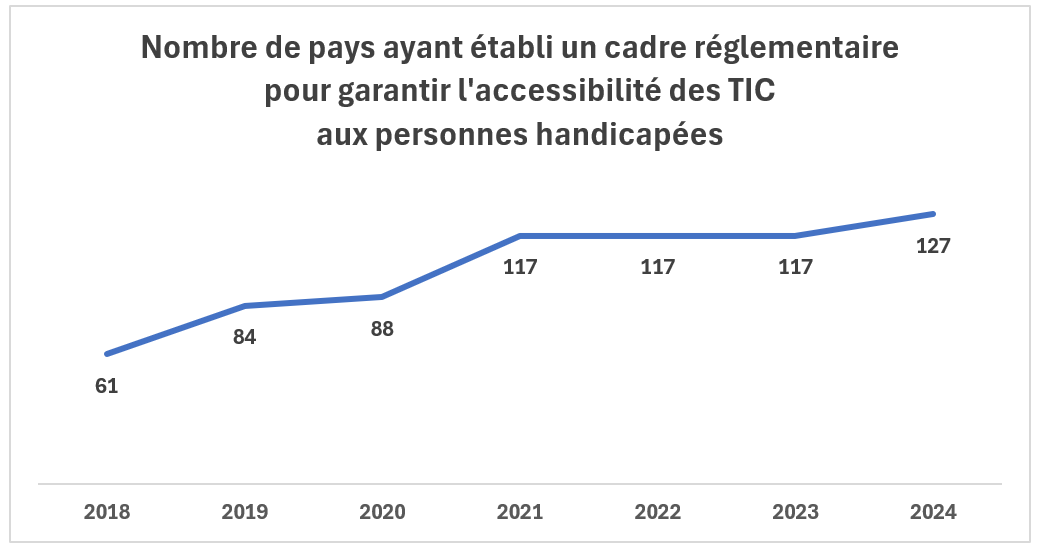 Nombre de pays ayant établi un cadre réglementaire
pour garantir l'accessibilité des TIC
aux personnes handicapées
127
117 117 117
84 88
61
2018 2019 2020 2021 2022 2023 2024